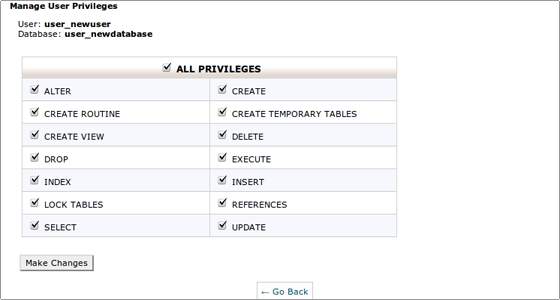 Manage User Privileges
User: user_newuser
Database: user_newdatabase
ALL PRIVILEGES
ALTER CREATE
CREATE ROUTINE CREATE TEMPORARY TABLES
CREATE VIEW DELETE
DROP EXECUTE
INDEX INSERT
LOCK TABLES REFERENCES
SELECT UPDATE
Make Changes
← Go Back